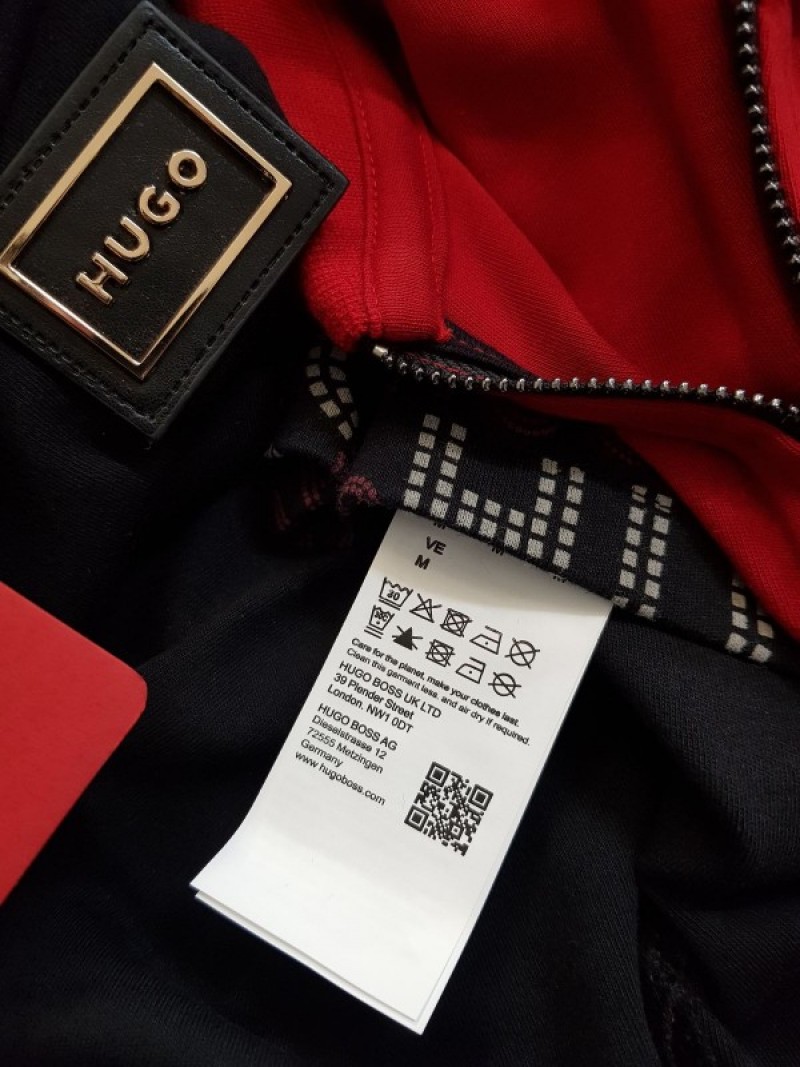 HUGO
VE
M
30
Care for the planet, make your clothes last.
Clean this garment less, and air dry if required.
HUGO BOSS UK LTD
39 Plender Street
London. NW1 0DT
HUGO BOSS AG
Dieselstrasse 12
72555 Metzingen
Germany
www.hugoboss.com